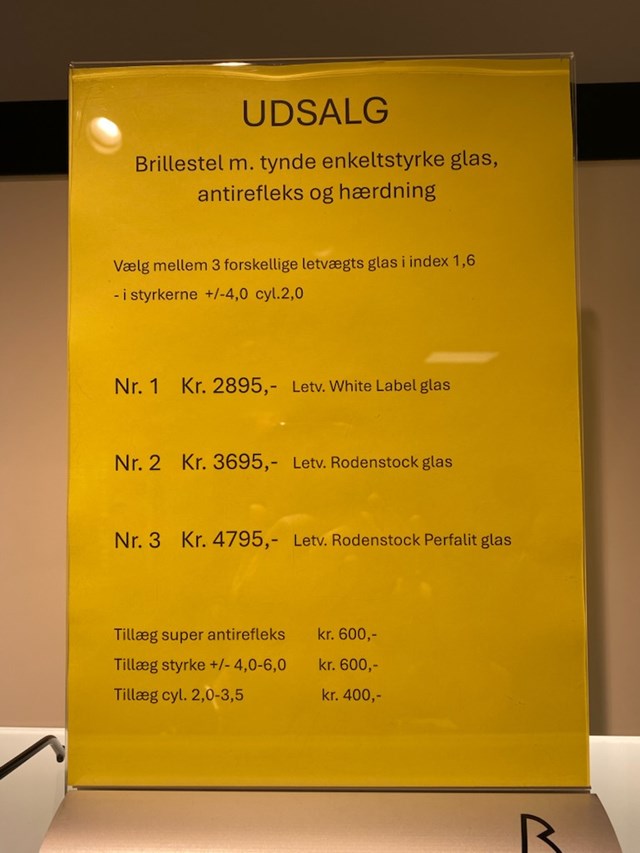 UDSALG
Brillestel m. tynde enkeltstyrke glas,
antirefleks og hærdning
Vælg mellem 3 forskellige letvægts glas i index 1,6
- i styrkerne +/-4,0 cyl.2,0
Nr. 1 Kr. 2895,- Letv. White Label glas
Nr. 2 Kr. 3695,- Letv. Rodenstock glas
Nr. 3 Kr. 4795,- Letv. Rodenstock Perfalit glas
Tillæg super antirefleks kr. 600,-
Tillæg styrke +/- 4,0-6,0 kr. 600,-
Tillæg cyl. 2,0-3,5 kr. 400,-